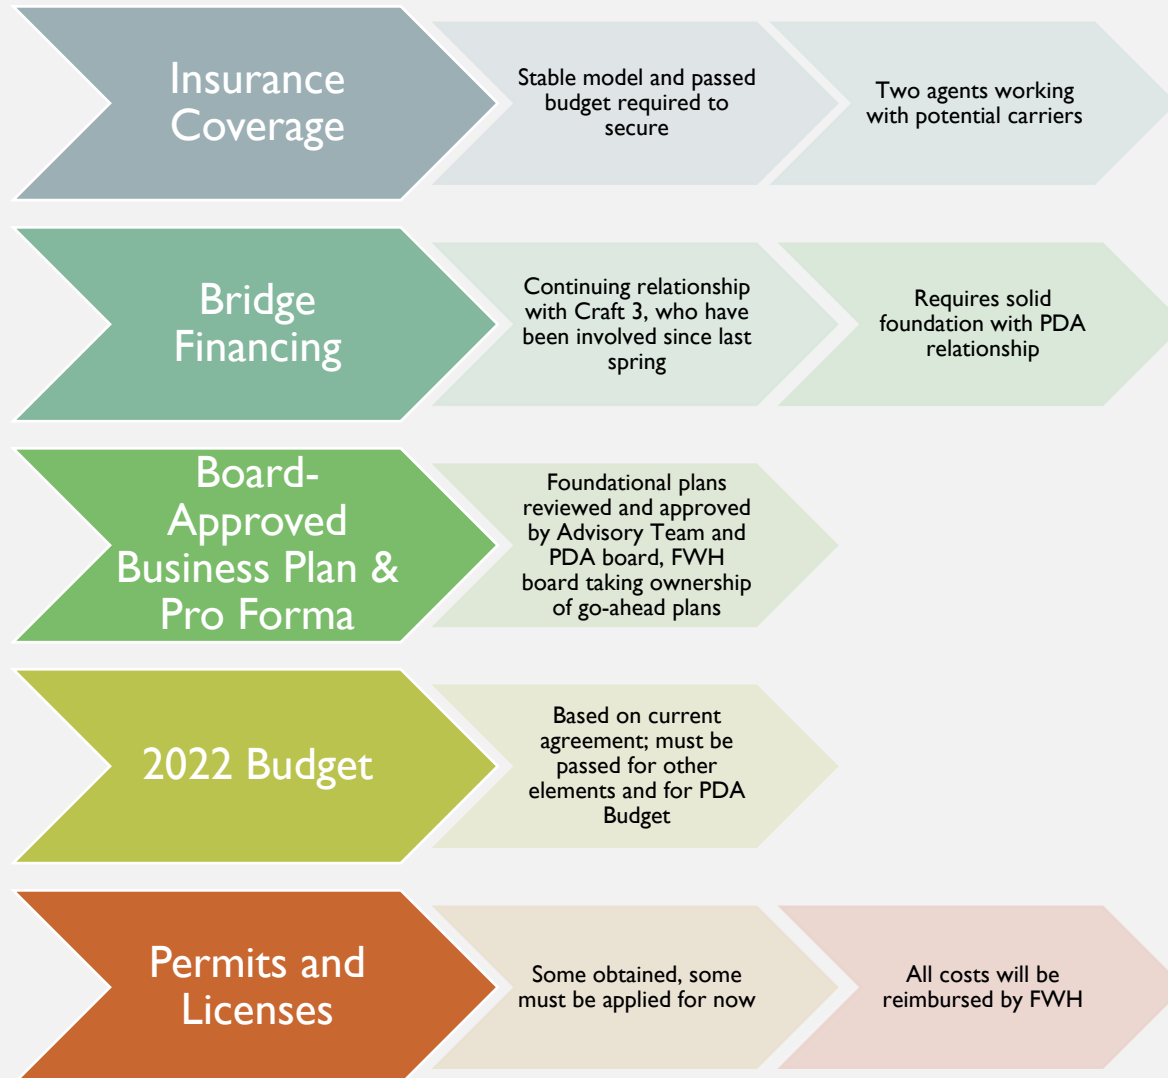 Insurance
Coverage
Stable model and passed
budget required to
secure
Two agents working
with potential carriers
Bridge
Financing
Continuing relationship
with Craft 3, who have
been involved since last
spring
Requires solid
foundation with PDA
relationship
Board-
Approved
Business Plan &
Pro Forma
Foundational plans
reviewed and approved
by Advisory Team and
PDA board, FWH
board taking ownership
of go-ahead plans
2022 Budget
Based on current
agreement; must be
passed for other
elements and for PDA
Budget
Permits and
Licenses
Some obtained, some
must be applied for now
All costs will be
reimbursed by FWH